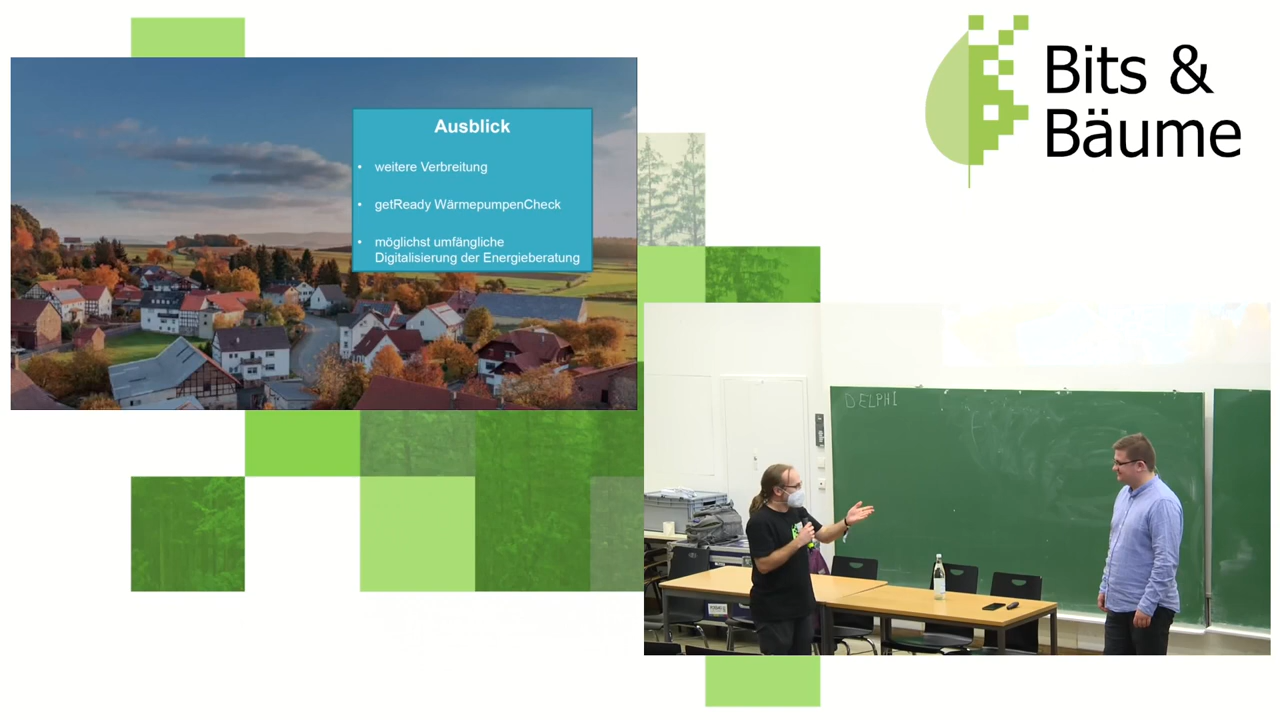 Bits &
Bäume
Ausblick
• weitere Verbreitung
• getReady WärmepumpenCheck
• möglichst umfängliche
Digitalisierung der Energieberatung
DELPHI